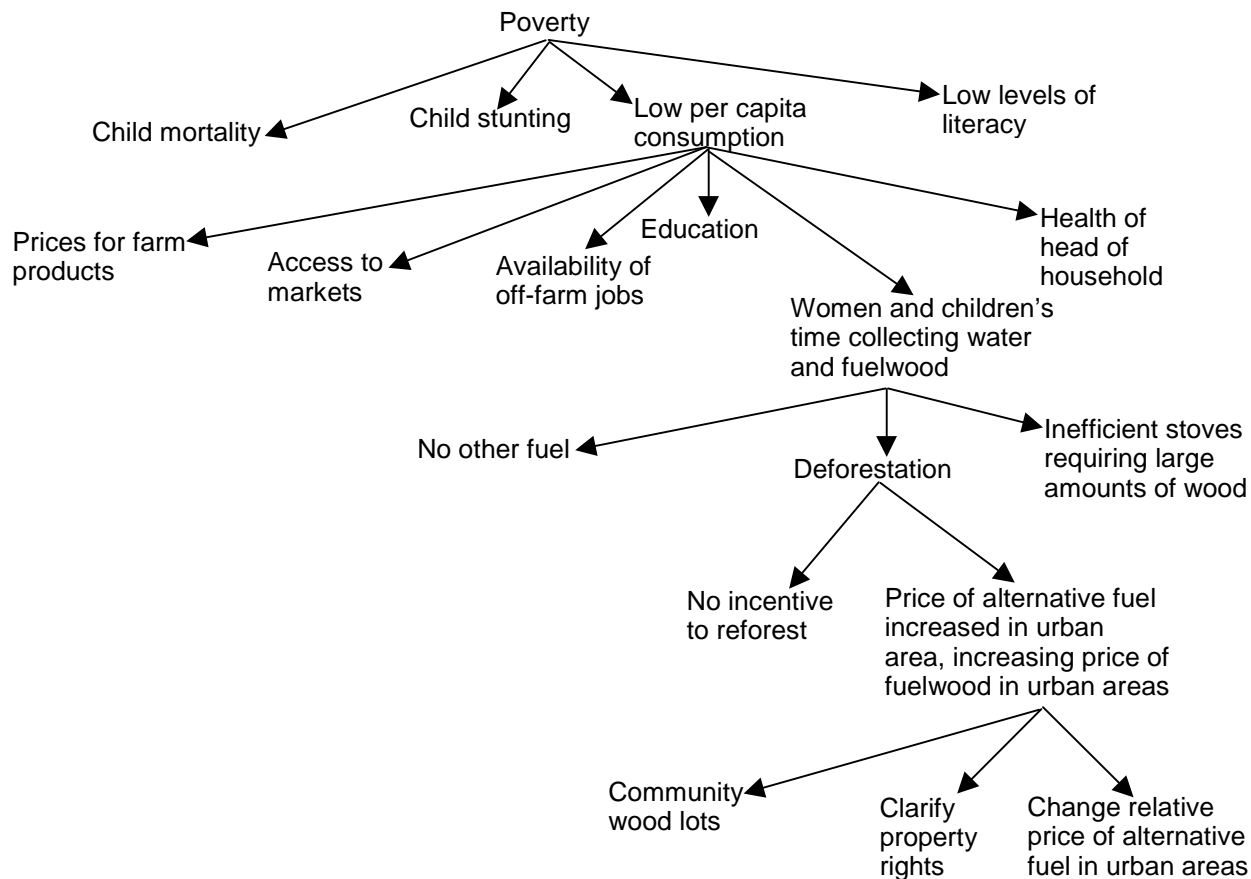 Poverty
Child mortality
Child stunting
Low per capita
consumption
Low levels of
literacy
Prices for farm
products
Access to
markets
Availability of
off-farm jobs
Education
Health of
head of
household
Women and children’s
time collecting water
and fuelwood
No other fuel
Deforestation
Inefficient stoves
requiring large
amounts of wood
No incentive
to reforest
Price of alternative fuel
increased in urban
area, increasing price of
fuelwood in urban areas
Community
wood lots
Clarify
property
rights
Change relative
price of alternative
fuel in urban areas